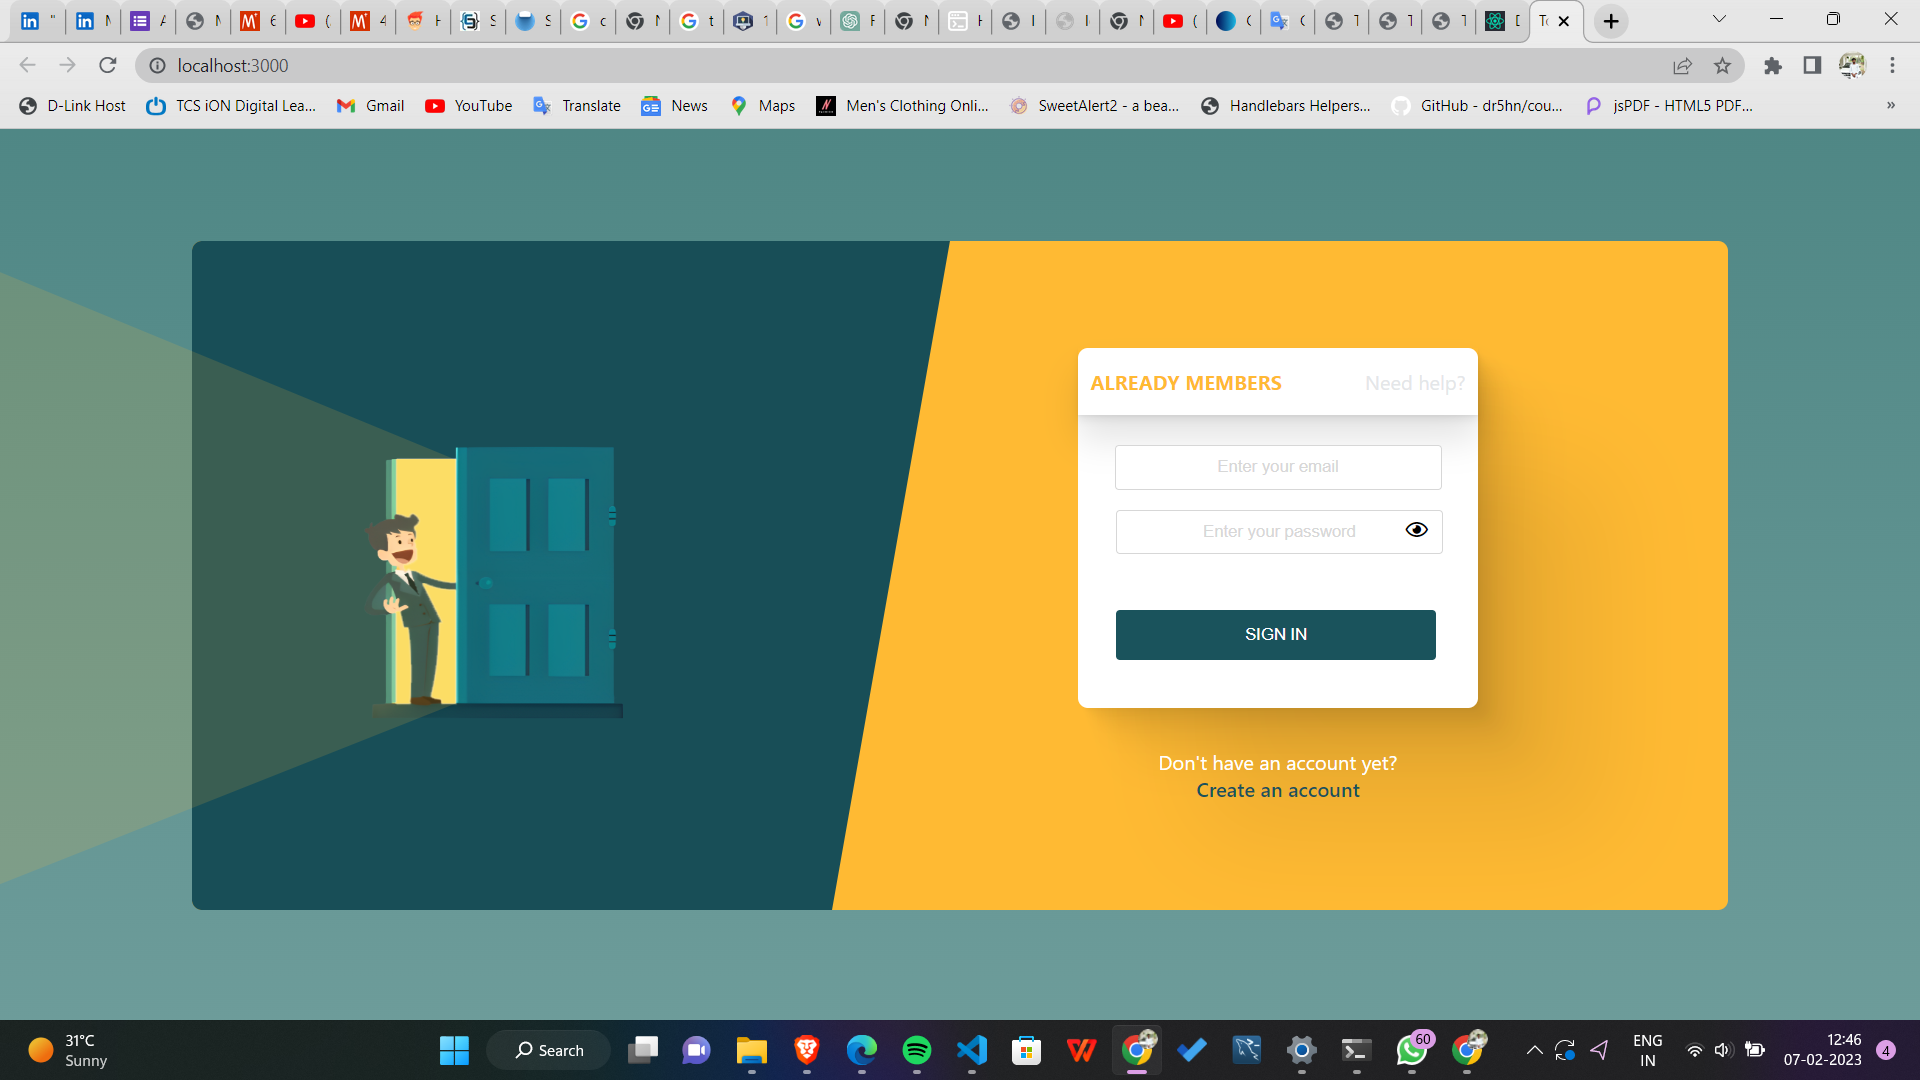 localhost:3000
D-Link Host
TCS iON Digital Lea...
Gmail
YouTube
Translate
News
Maps
Men's Clothing Onli...
SweetAlert2 - a bea...
Handlebars Helpers...
GitHub - dr5hn/cou...
jsPDF - HTML5 PDF...
»
ALREADY MEMBERS
Need help?
Enter your email
Enter your password
SIGN IN
Don't have an account yet?
Create an account
31°C
Sunny
Search
60
ENG
IN
12:46
07-02-2023
4